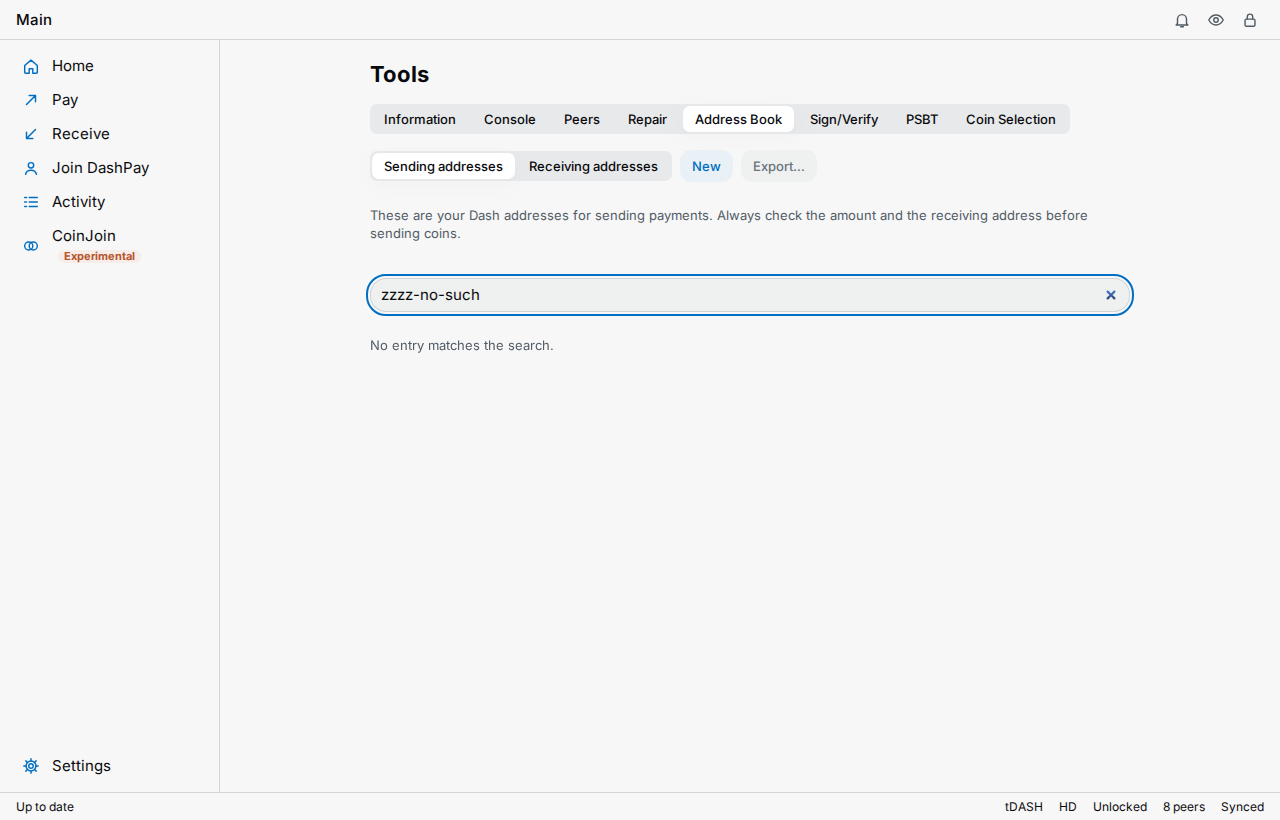 Main
Home
Pay
Receive
Join DashPay
Activity
CoinJoin
Experimental
Settings
Tools
Information Console Peers Repair Address Book Sign/Verify PSBT Coin Selection
Sending addresses Receiving addresses New Export...
These are your Dash addresses for sending payments. Always check the amount and the receiving address before
sending coins.
zzzz-no-such
No entry matches the search.
Up to date tDASH HD Unlocked 8 peers Synced